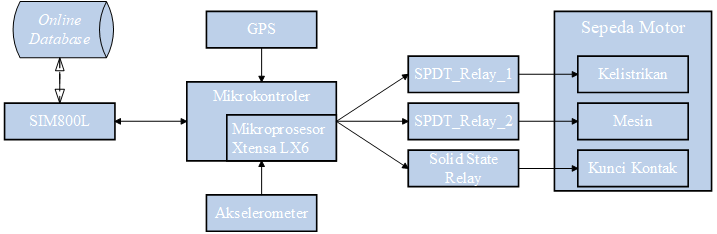 Online
Database
GPS
Sepeda Motor
SPDT_Relay_1
Kelistrikan
Mikrokontroler
SIM800L
Mikroprosesor
Xtensa LX6
SPDT_Relay_2
Mesin
Solid State
Relay
Kunci Kontak
Akselerometer